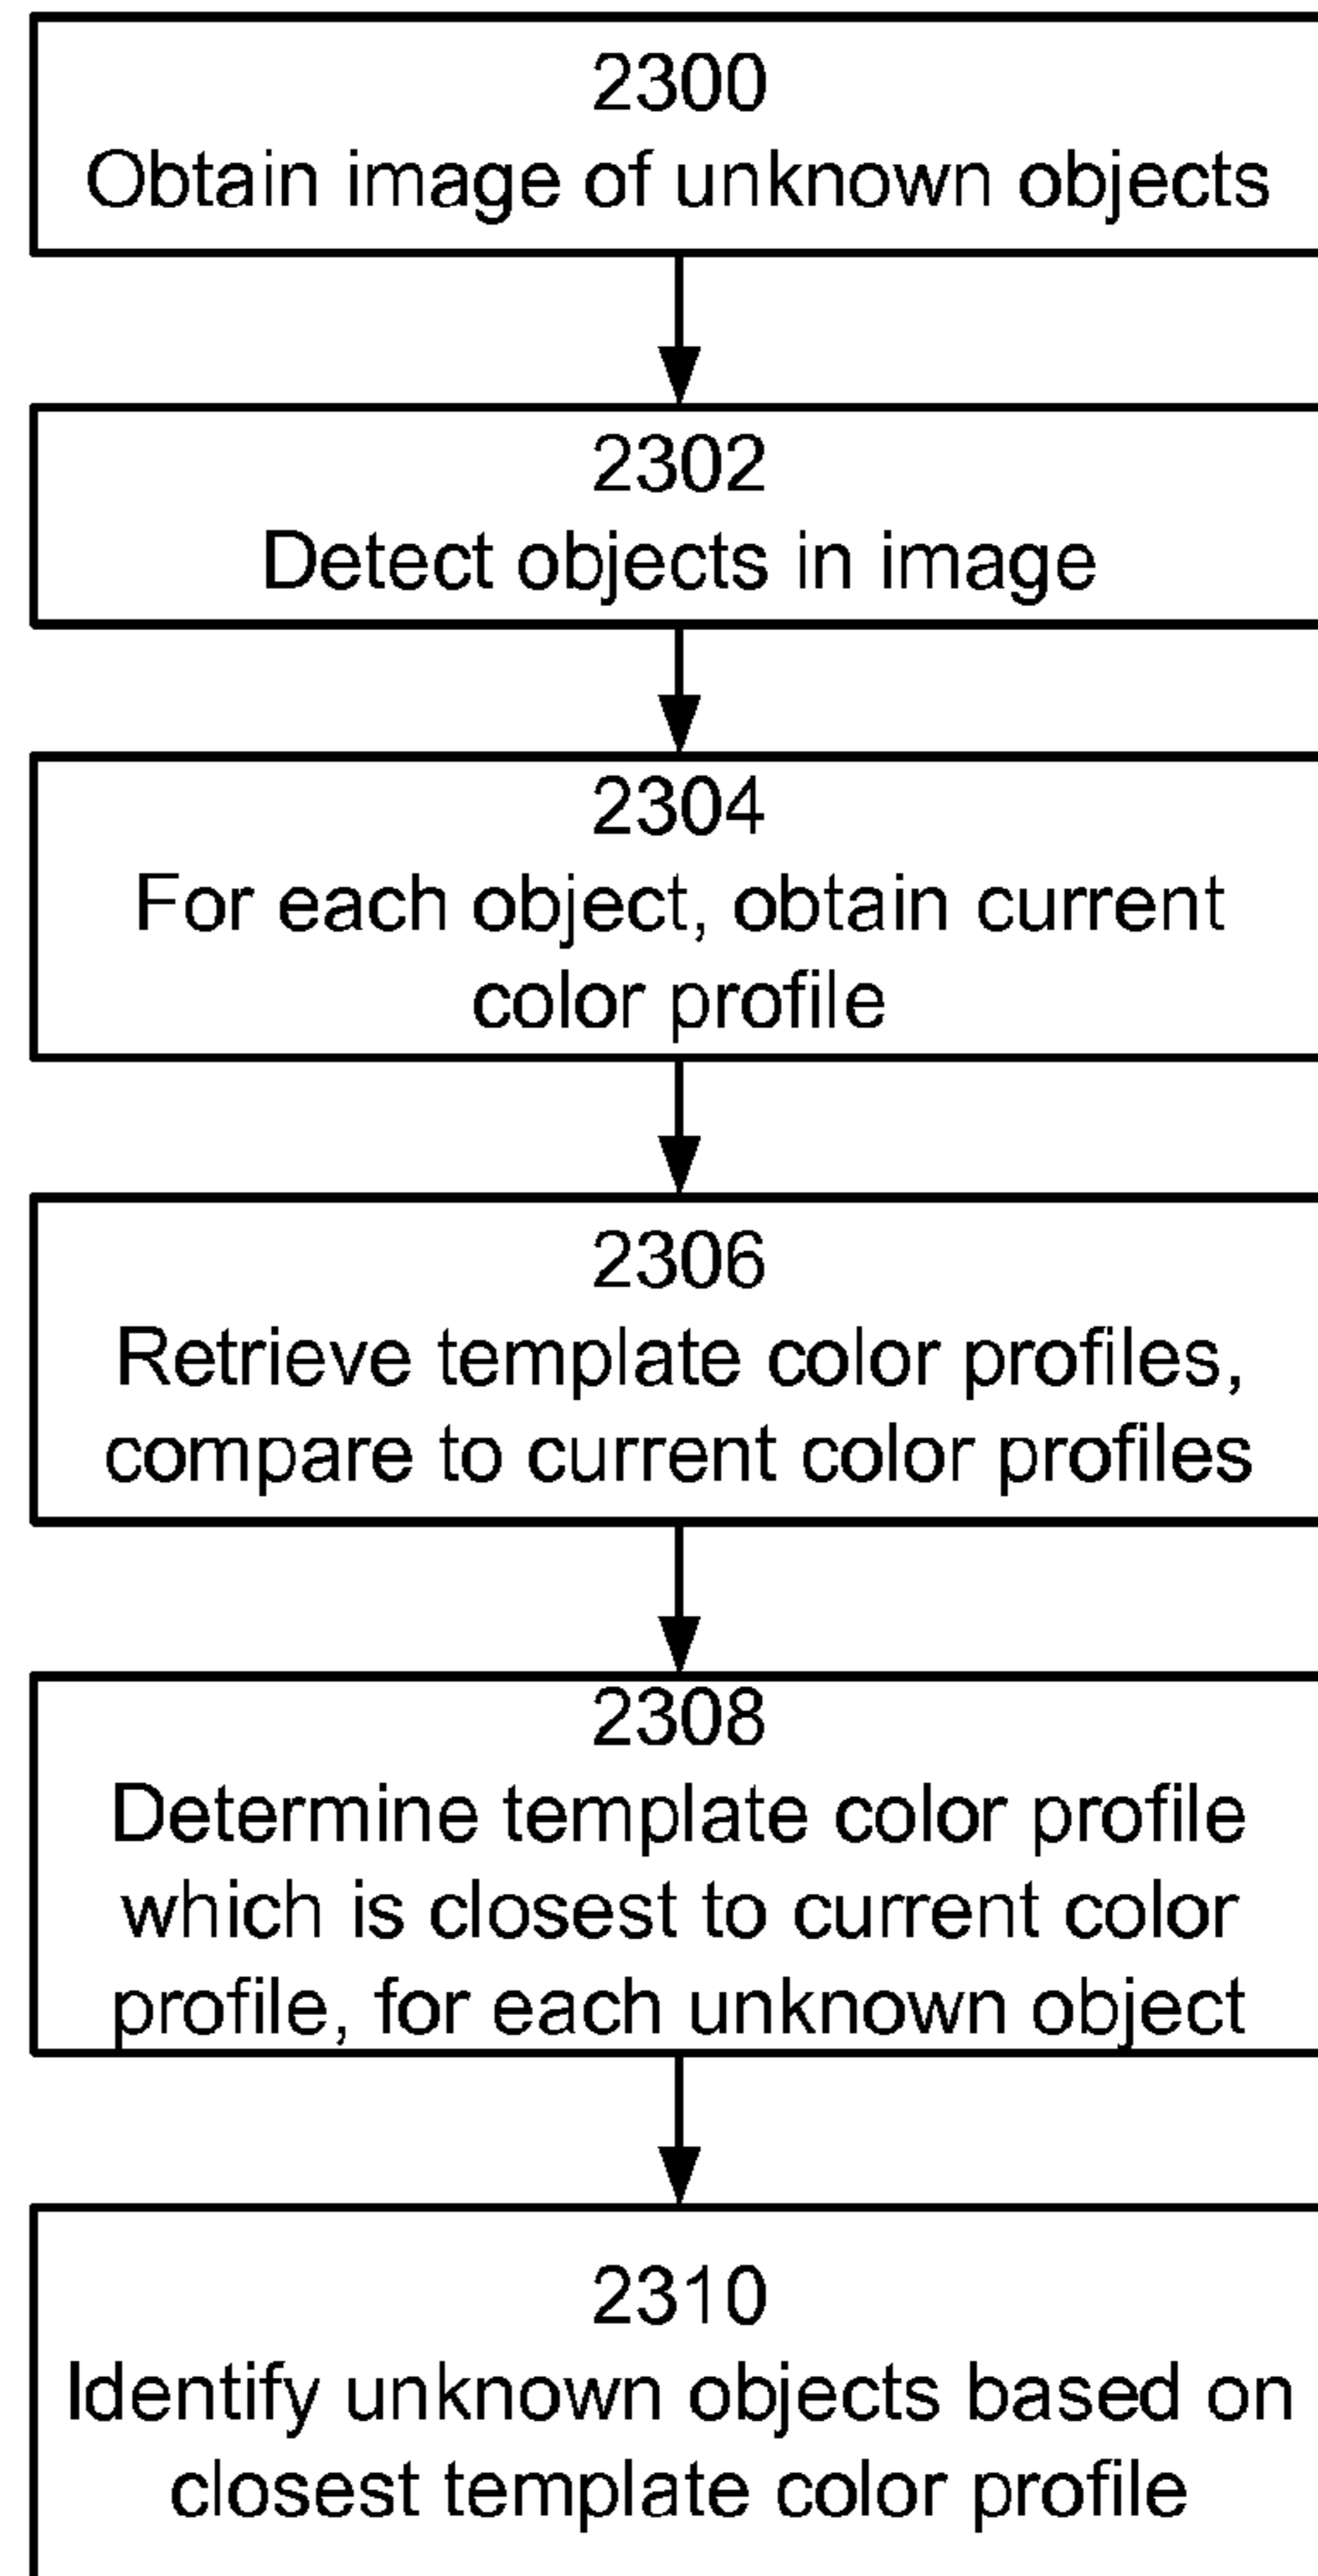 2300
Obtain image of unknown objects
2302
Detect objects in image
2304
For each object, obtain current
color profile
2306
Retrieve template color profiles,
compare to current color profiles
2308
Determine template color profile
which is closest to current color
profile, for each unknown object
2310
Identify unknown objects based on
closest template color profile